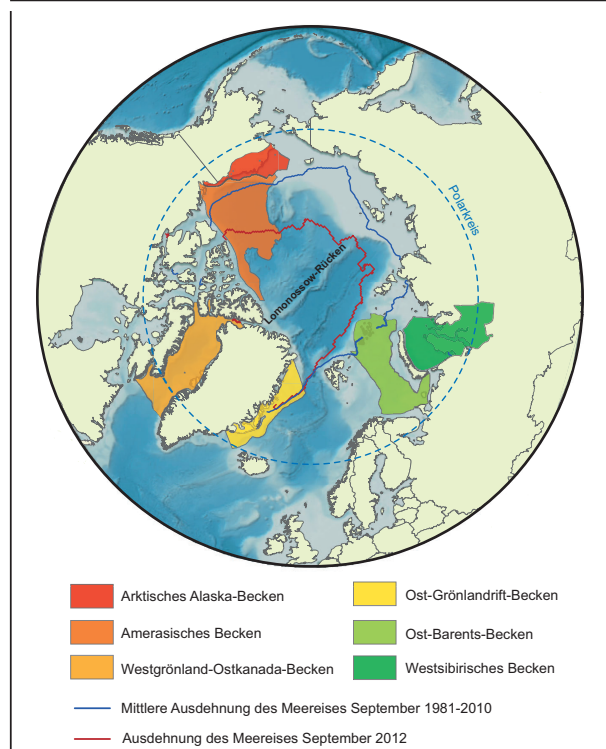 Polarkreis
Lomonossow-Rücken
Arktisches Alaska-Becken
Ost-Grönlandrift-Becken
Amerasisches Becken
Ost-Barents-Becken
Westgrönland-Ostkanada-Becken
Westsibirisches Becken
Mittlere Ausdehnung des Meereises September 1981-2010
Ausdehnung des Meereises September 2012